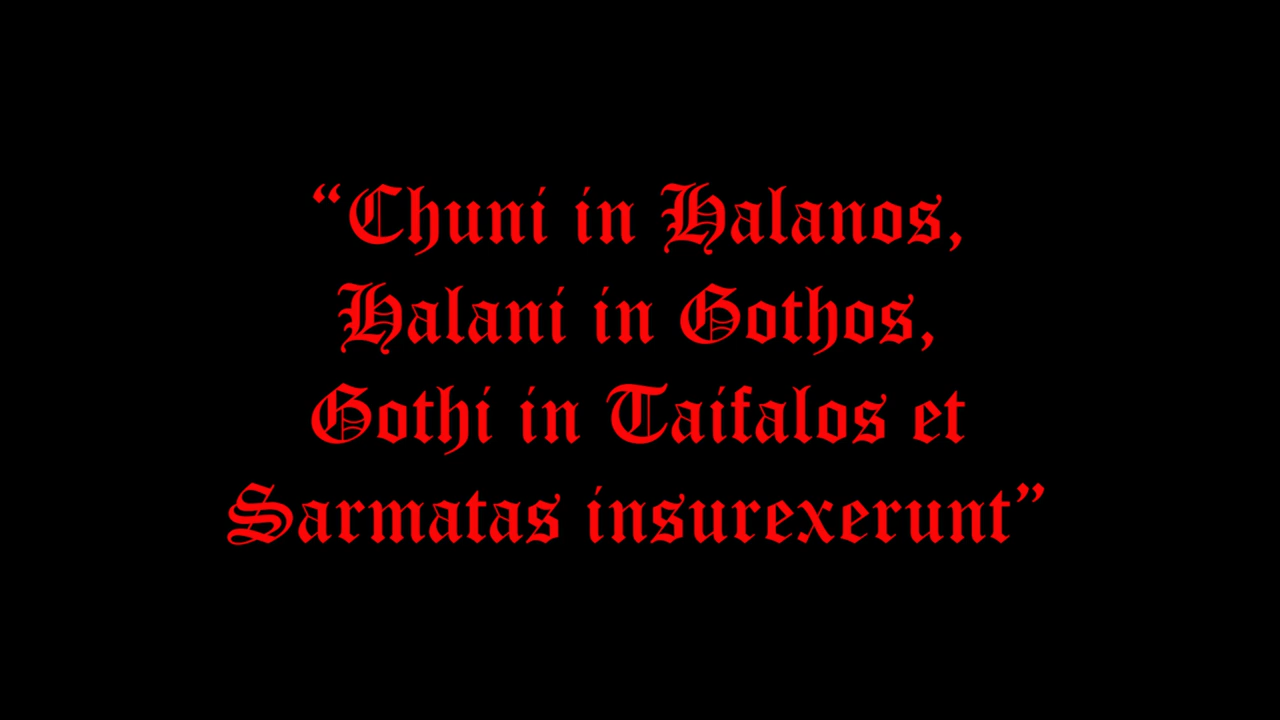 “Chuni in Halanos,
Halani in Gothos,
Gothi in Taifalos et
Sarmatas insurexerunt”